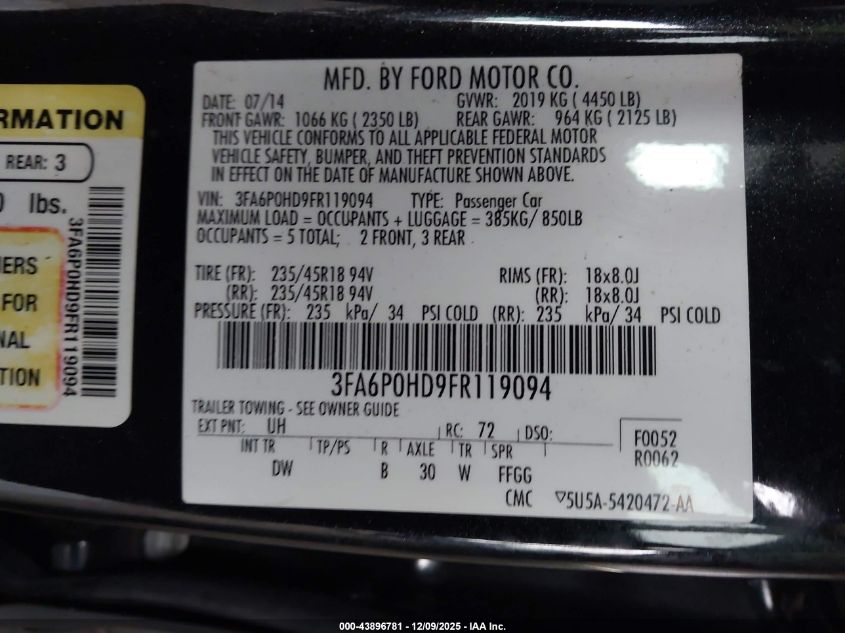 RMATION
REAR: 3
0 lbs.
NERS
FOR
NAL
TION
3FA6P0HD9FR119094
MFD. BY FORD MOTOR CO.
DATE: 07/14 GVWR: 2019 KG ( 4450 LB)
FRONT GAWR: 1066 KG ( 2350 LB) REAR GAWR: 964 KG ( 2125 LB)
THIS VEHICLE CONFORMS TO ALL APPLICABLE FEDERAL MOTOR
VEHICLE SAFETY, BUMPER, AND THEFT PREVENTION STANDARDS
IN EFFECT ON THE DATE OF MANUFACTURE SHOWN ABOVE.
VIN: 3FA6P0HD9FR119094 TYPE: Passenger Car
MAXIMUM LOAD = OCCUPANTS + LUGGAGE = 385KG/ 850LB
OCCUPANTS = 5 TOTAL; 2 FRONT, 3 REAR
TIRE (FR): 235/45R18 94V RIMS (FR): 18x8.0J
(RR): 235/45R18 94V (RR): 18x8.0J
PRESSURE (FR): 235 kPa/ 34 PSI COLD (RR): 235 kPa/ 34 PSI COLD
3FA6P0HD9FR119094
TRAILER TOWING - SEE OWNER GUIDE
EXT PNT: UH RC: 72 DSO: F0052
INT TR TP/PS R AXLE TR SPR R0062
DW B 30 W FFGG
CMC ▽5U5A-5420472-AA
000-43896781 - 12/09/2025 - IAA Inc.